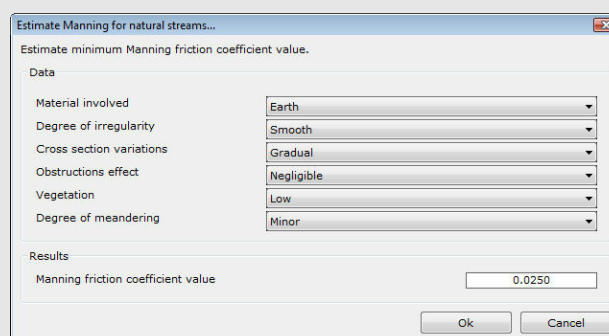 Estimate Manning for natural streams...
Estimate minimum Manning friction coefficient value.
Data
Material involved Earth
Degree of irregularity Smooth
Cross section variations Gradual
Obstructions effect Negligible
Vegetation Low
Degree of meandering Minor
Results
Manning friction coefficient value 0.0250
Ok Cancel